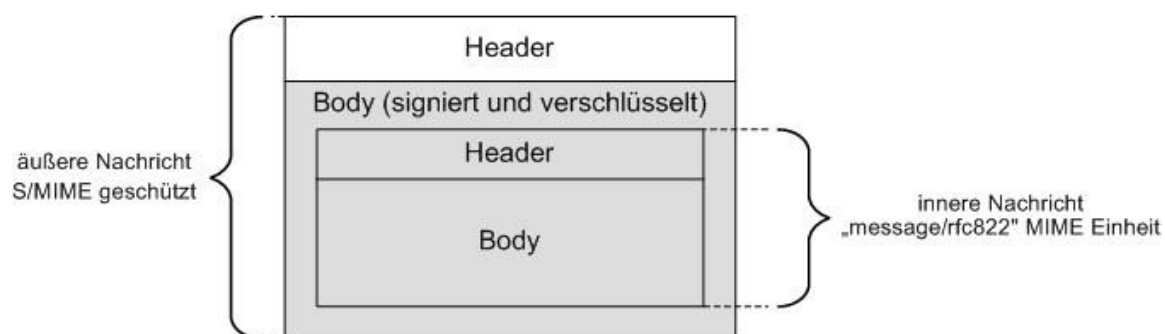 Header
Body (signiert und verschlüsselt)
Header
Body
äußere Nachricht
S/MIME geschützt
innere Nachricht
„message/rfc822" MIME Einheit